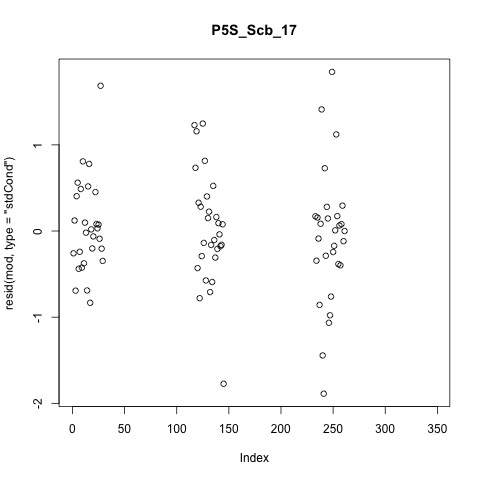 P5S_Scb_17
resid(mod, type = "stdCond")
1
0
-1
-2
0 50 100 150 200 250 300 350
Index